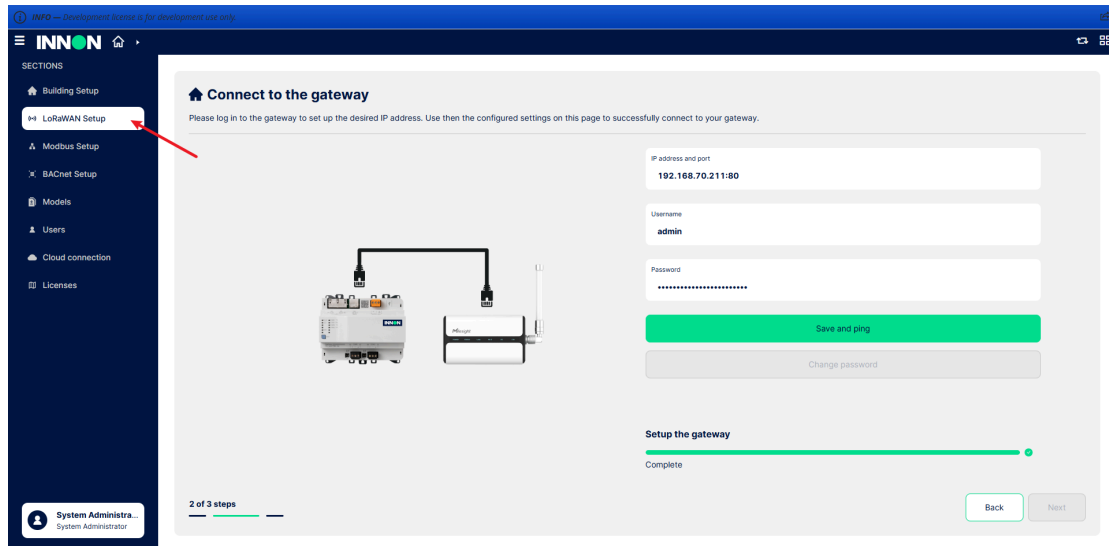 INFO — Development license is for development use only.
INNON
SECTIONS
Building Setup
LoRaWAN Setup
Modbus Setup
BACnet Setup
Models
Users
Cloud connection
Licenses
System Administra...
System Administrator
Connect to the gateway
Please log in to the gateway to set up the desired IP address. Use then the configured settings on this page to successfully connect to your gateway.
INNON
Milesight
IP address and port
192.168.70.211:80
Username
admin
Password
•••••••••••••••••••••••
Save and ping
Change password
Setup the gateway
Complete
2 of 3 steps
Back
Next